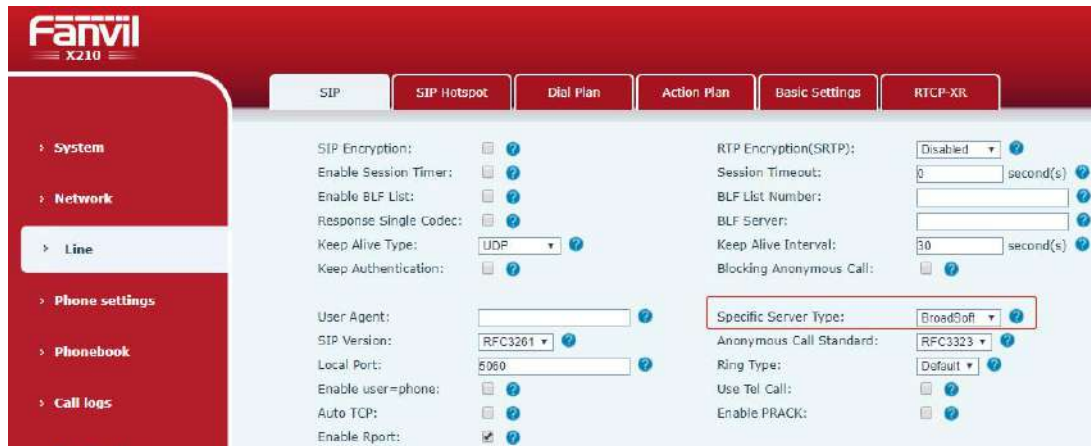 Fanvil
X210
SIP SIP Hotspot Dial Plan Action Plan Basic Settings RTCP-XR
› System
› Network
› Line
› Phone settings
› Phonebook
› Call logs
SIP Encryption: RTP Encryption(SRTP): Disabled
Enable Session Timer: Session Timeout: 0 second(s)
Enable BLF List: BLF List Number:
Response Single Codec: BLF Server:
Keep Alive Type: UDP Keep Alive Interval: 30 second(s)
Keep Authentication: Blocking Anonymous Call:
User Agent: Specific Server Type: BroadSoft
SIP Version: RFC3261 Anonymous Call Standard: RFC3323
Local Port: 5060 Ring Type: Default
Enable user=phone: Use Tel Call:
Auto TCP: Enable PRACK:
Enable Rport: